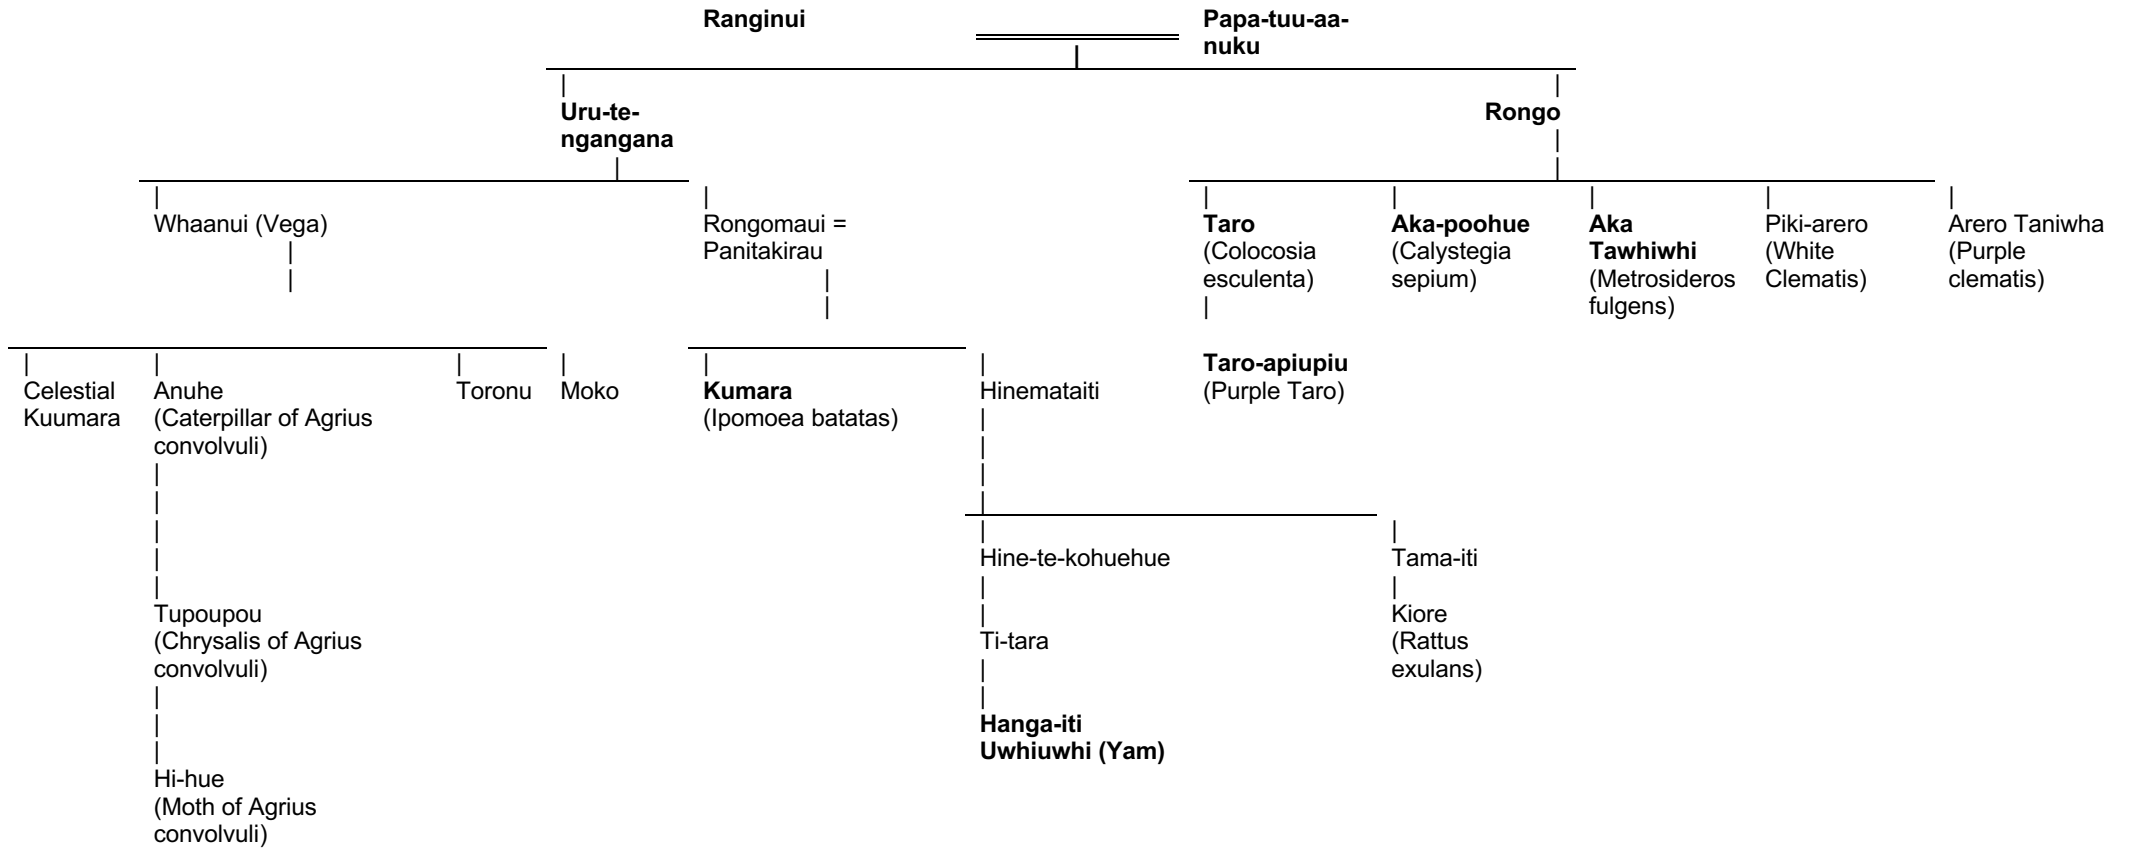 Ranginui
Papa-tuu-aa-
nuku
Uru-te-
ngangana
Rongo
Whaanui (Vega)
Rongomaui =
Panitakirau
Taro
(Colocosia
esculenta)
Aka-poohue
(Calystegia
sepium)
Aka
Tawhiwhi
(Metrosideros
fulgens)
Piki-arero
(White
Clematis)
Arero Taniwha
(Purple
clematis)
Celestial
Kuumara
Anuhe
(Caterpillar of Agrius
convolvuli)
Toronu
Moko
Kumara
(Ipomoea batatas)
Hinemataiti
Taro-apiupiu
(Purple Taro)
Hine-te-kohuehue
Tama-iti
Tupoupou
(Chrysalis of Agrius
convolvuli)
Ti-tara
Kiore
(Rattus
exulans)
Hanga-iti
Uwhiuwhi (Yam)
Hi-hue
(Moth of Agrius
convolvuli)